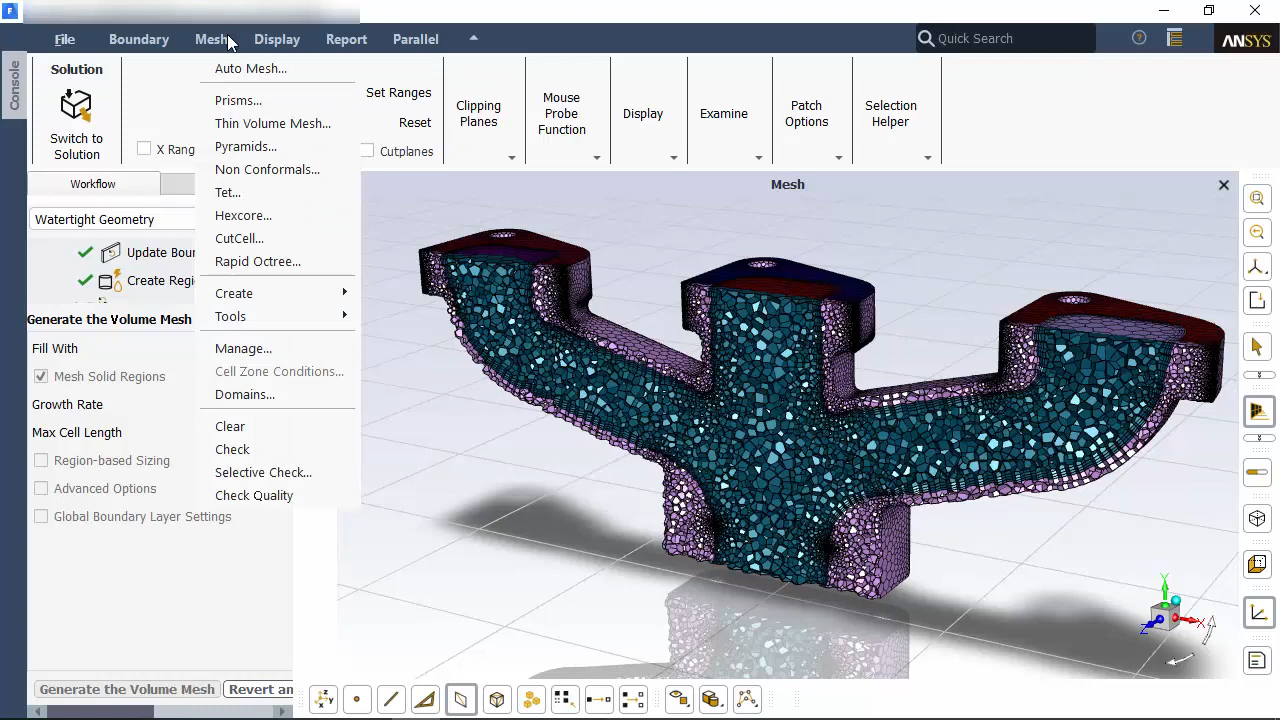 File Boundary Mesh Display Report Parallel Quick Search ANSYS
Console
Solution
Switch to
Solution
X Rang
Set Ranges
Reset
Cutplanes
Clipping
Planes
Mouse
Probe
Function
Display
Examine
Patch
Options
Selection
Helper
Auto Mesh...
Prisms...
Thin Volume Mesh...
Pyramids...
Non Conformals...
Tet...
Hexcore...
CutCell...
Rapid Octree...
Create
Tools
Manage...
Cell Zone Conditions...
Domains...
Clear
Check
Selective Check...
Check Quality
Workflow
Watertight Geometry
Update Bour
Create Regi
Generate the Volume Mesh
Fill With
Mesh Solid Regions
Growth Rate
Max Cell Length
Region-based Sizing
Advanced Options
Global Boundary Layer Settings
Generate the Volume Mesh Revert an
Mesh
Y
Z X